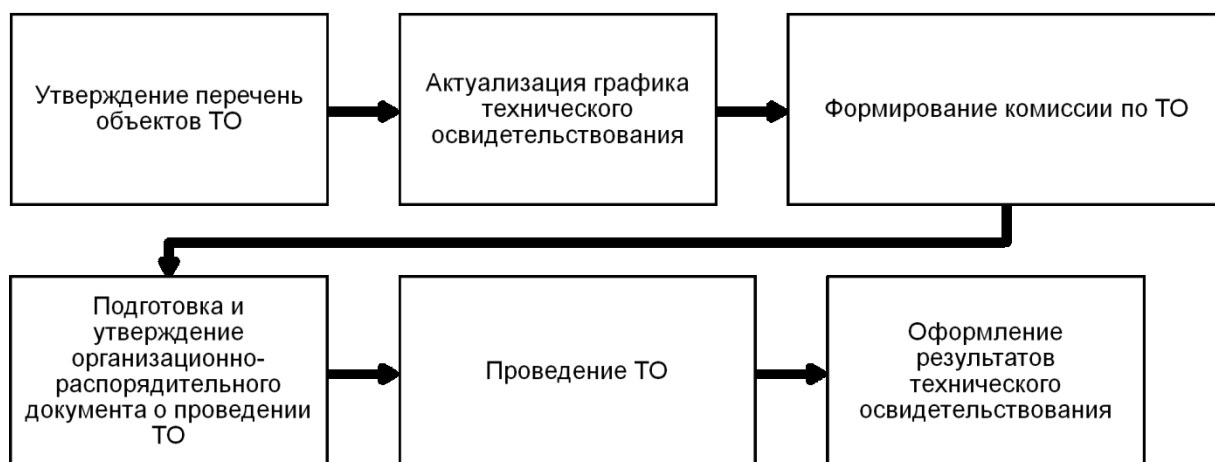 Утверждение перечень
объектов ТО
Актуализация графика
технического
освидетельствования
Формирование комиссии по ТО
Подготовка и
утверждение
организационно-
распорядительного
документа о проведении
ТО
Проведение ТО
Оформление
результатов
технического
освидетельствования